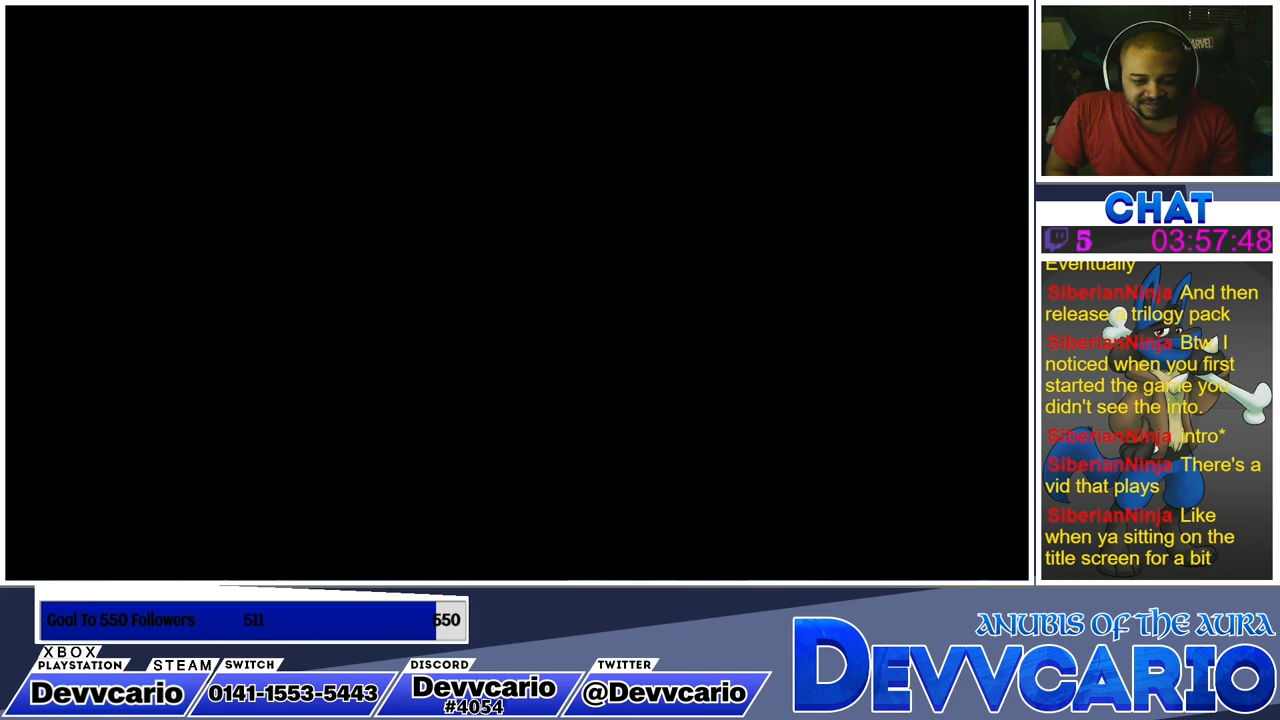 MARVEL
CHAT
5 03:57:48
Eventually
SiberianNinja And then
release a trilogy pack
SiberianNinja Btw I
noticed when you first
started the game you
didn't see the into.
SiberianNinja intro*
SiberianNinja There's a
vid that plays
SiberianNinja Like
when ya sitting on the
title screen for a bit
Goal To 550 Followers 511 550
XBOX
PLAYSTATION STEAM SWITCH DISCORD TWITTER
Devvcario 0141-1553-5443 Devvcario @Devvcario
#4054
ANUBIS OF THE AURA
DEVVCARIO